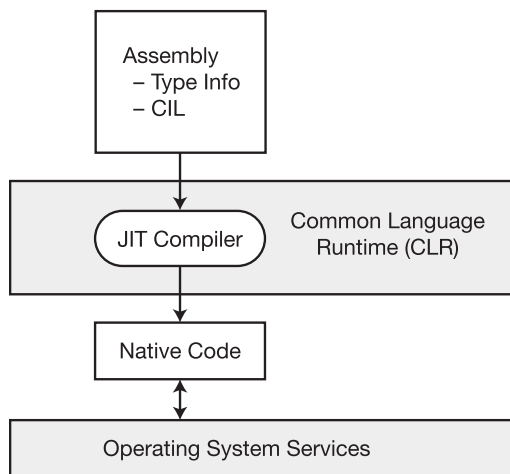 Assembly
– Type Info
– CIL
JIT Compiler
Common Language
Runtime (CLR)
Native Code
Operating System Services